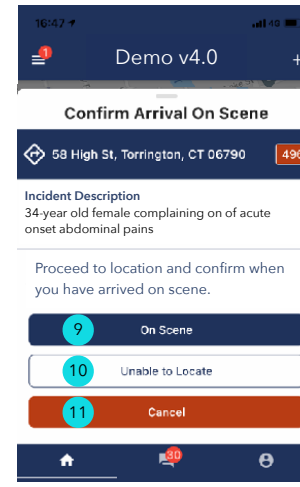 16:47
4G
1
Demo v4.0
Confirm Arrival On Scene
58 High St, Torrington, CT 06790
496
Incident Description
34-year old female complaining on of acute
onset abdominal pains
Proceed to location and confirm when
you have arrived on scene.
9 On Scene
10 Unable to Locate
11 Cancel
30